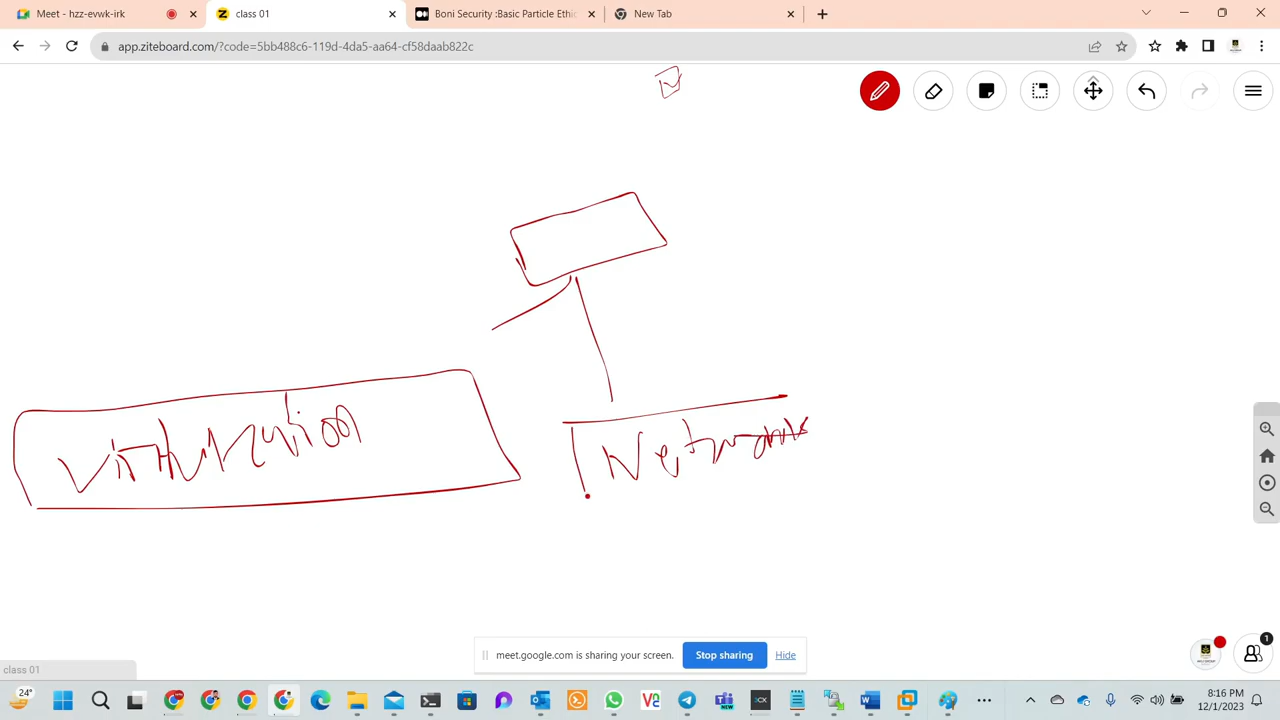 Meet - hzz-evwk-irk
class 01
Boni Security :Basic Particle Ethic
New Tab
app.ziteboard.com/?code=5bb488c6-119d-4da5-aa64-cf58daab822c
Network
meet.google.com is sharing your screen.
Stop sharing
Hide
1
class 01
24°
8:16 PM
12/1/2023